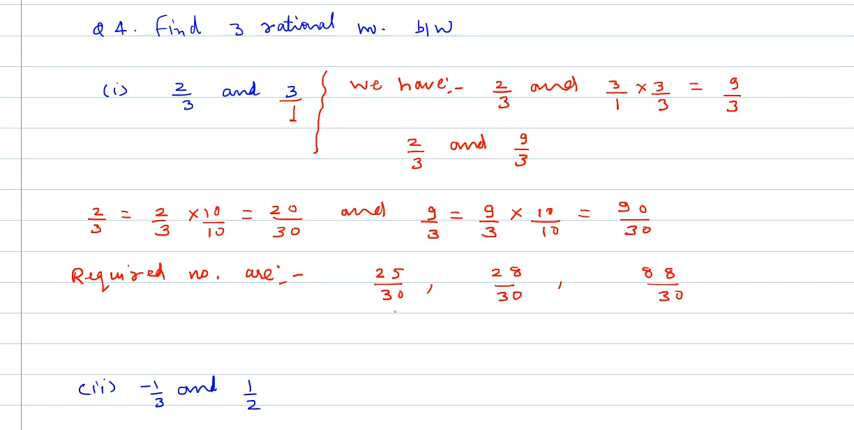 Q 4. Find 3 rational no. b/w
(i) 2/3 and 3/1 } we have:- 2/3 and 3/1 × 3/3 = 9/3
2/3 and 9/3
2/3 = 2/3 × 10/10 = 20/30 and 9/3 = 9/3 × 10/10 = 90/30
Required no. are:- 25/30, 28/30, 88/30
(ii) -1/3 and 1/2